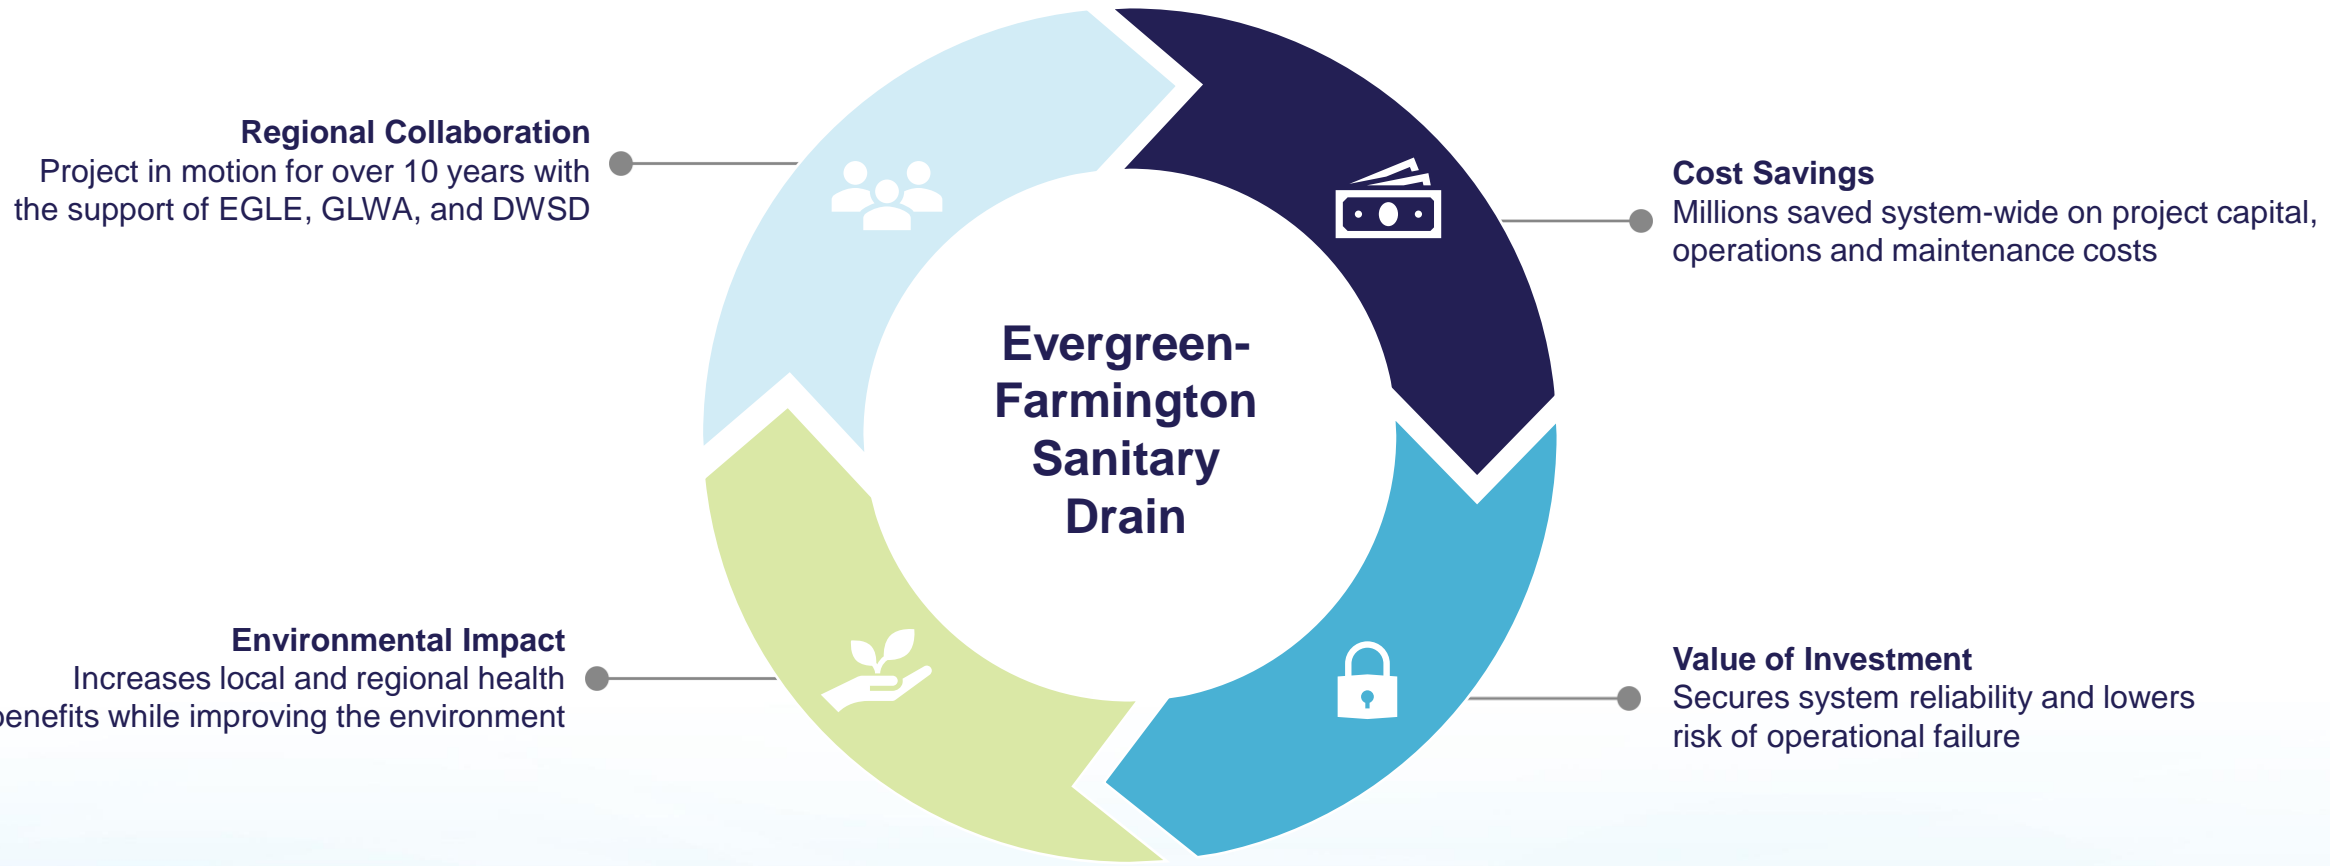 Regional Collaboration
Project in motion for over 10 years with
the support of EGLE, GLWA, and DWSD
Cost Savings
Millions saved system-wide on project capital,
operations and maintenance costs
Evergreen-
Farmington
Sanitary
Drain
Environmental Impact
Increases local and regional health
benefits while improving the environment
Value of Investment
Secures system reliability and lowers
risk of operational failure